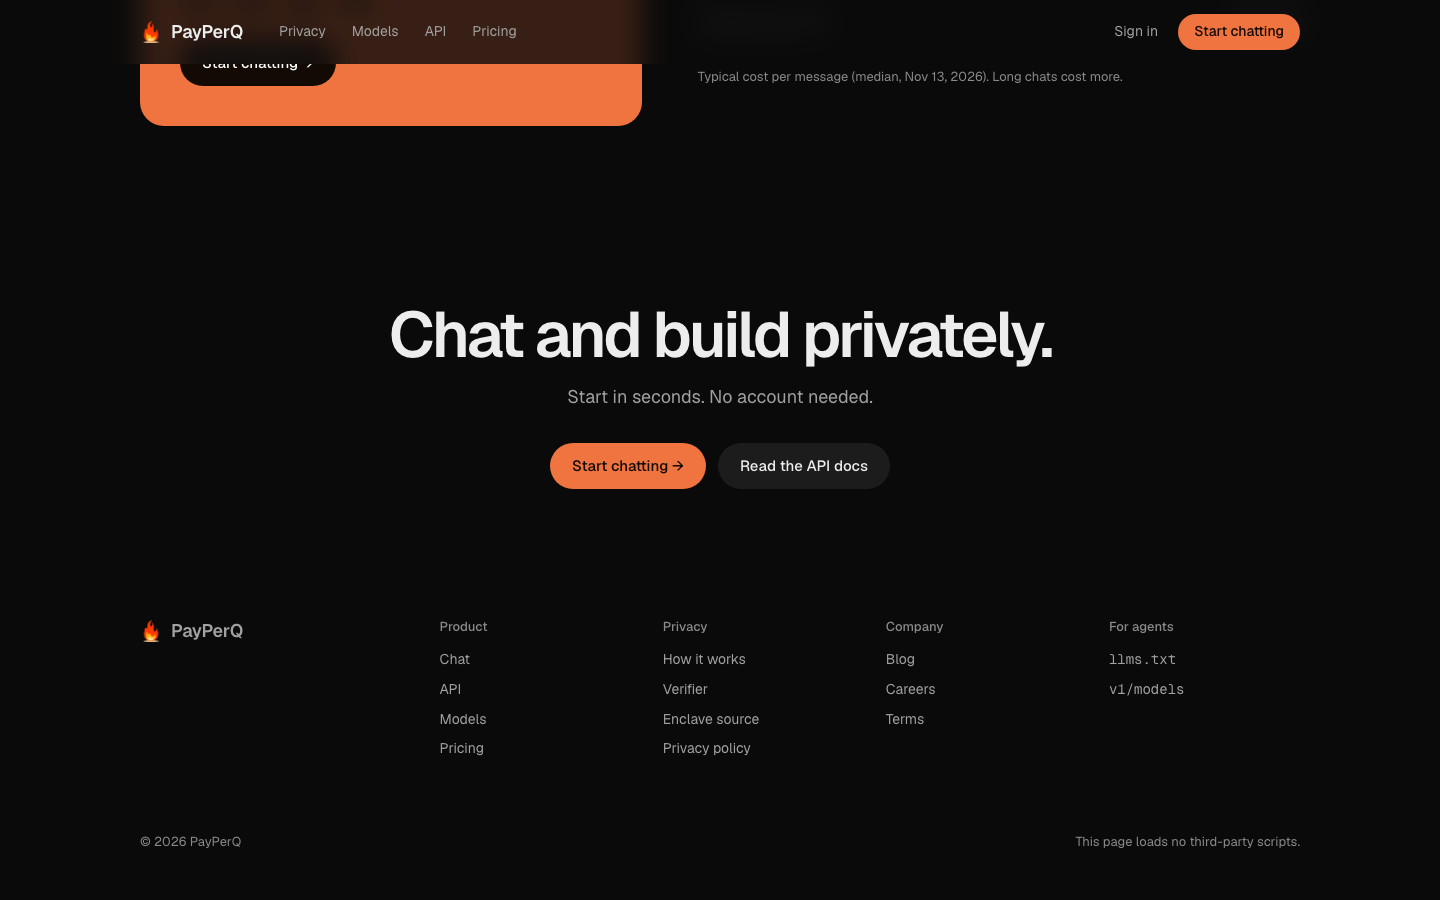 PayPerQ Privacy Models API Pricing Sign in Start chatting
Start chatting →
Typical cost per message (median, Nov 13, 2026). Long chats cost more.
Chat and build privately.
Start in seconds. No account needed.
Start chatting → Read the API docs
PayPerQ
Product
Chat
API
Models
Pricing
Privacy
How it works
Verifier
Enclave source
Privacy policy
Company
Blog
Careers
Terms
For agents
llms.txt
v1/models
© 2026 PayPerQ
This page loads no third-party scripts.